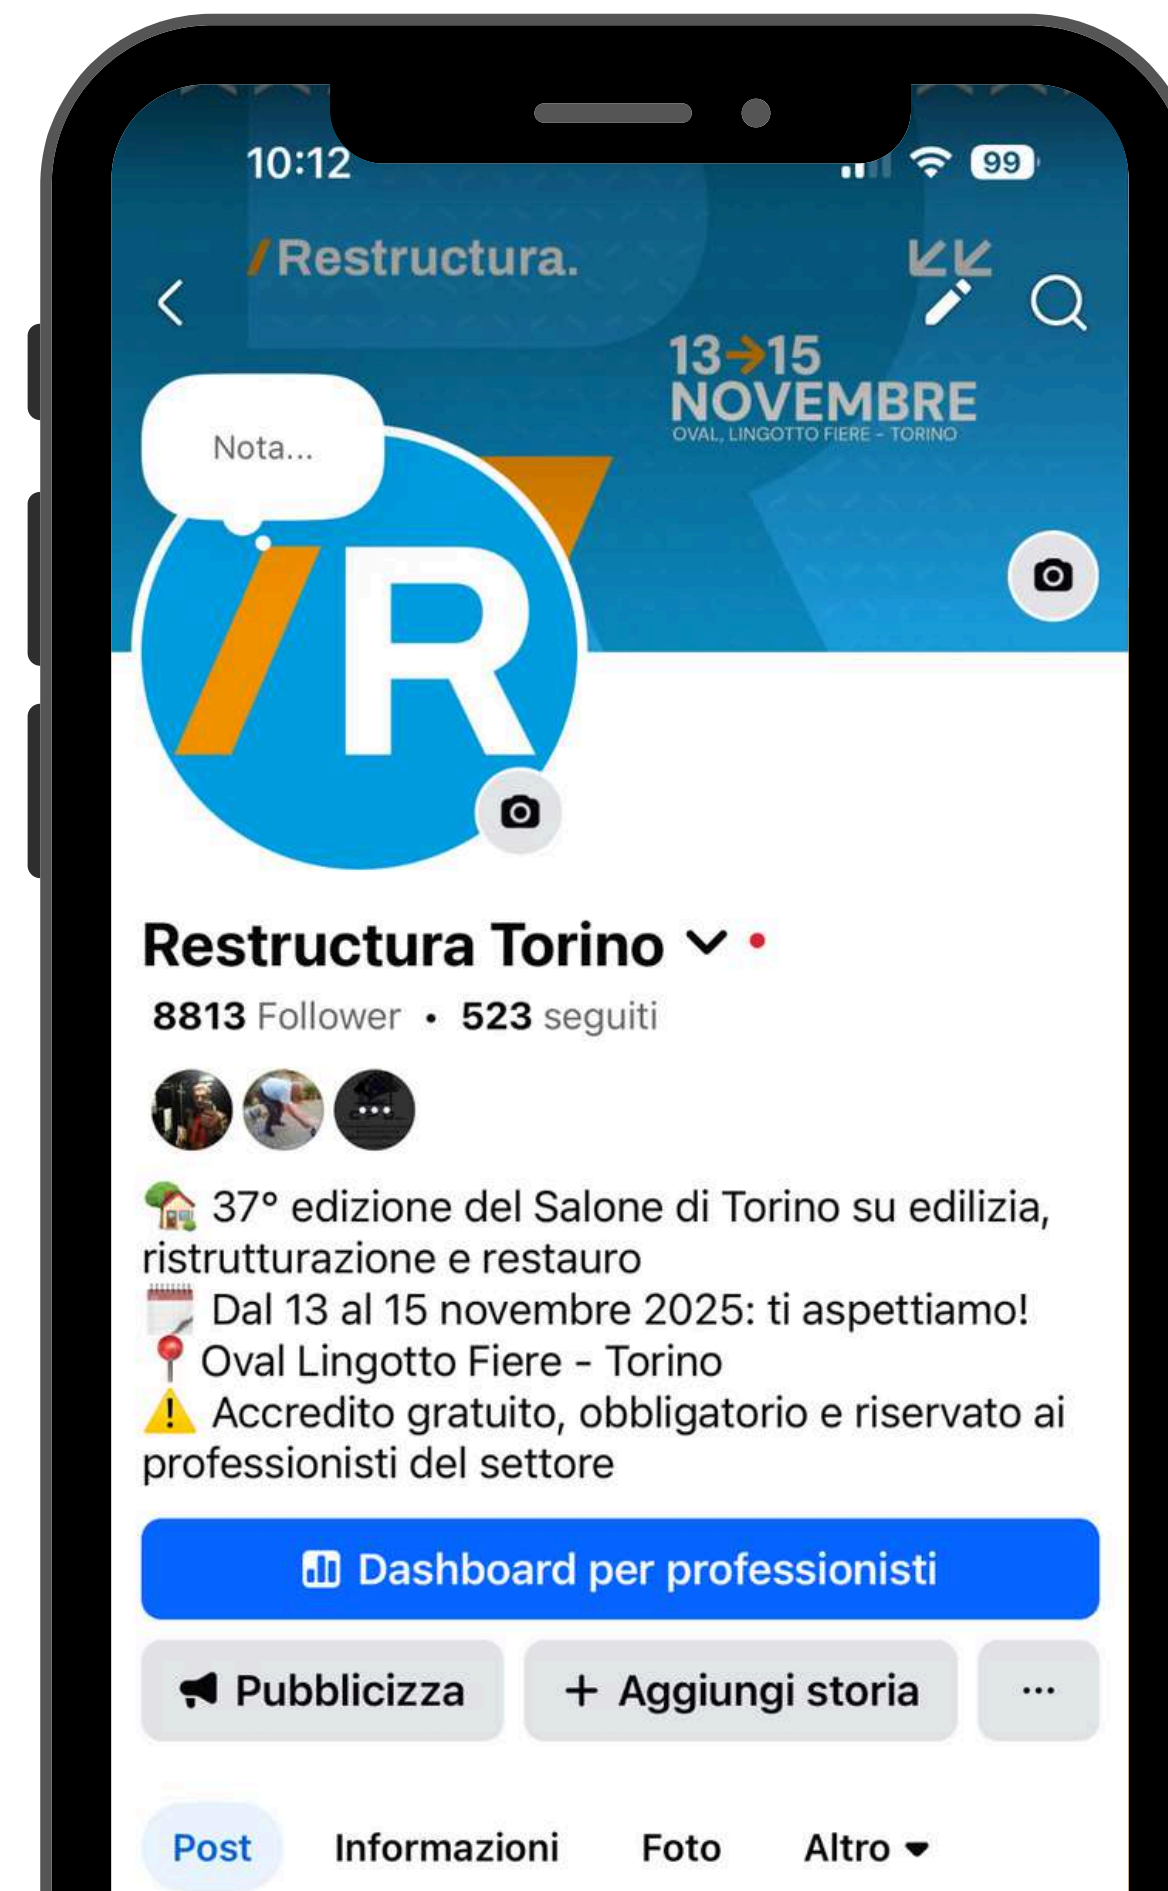 10:12
99
/Restructura.
13→15
NOVEMBRE
OVAL, LINGOTTO FIERE - TORINO
Nota...
/R
Restructura Torino
8813 Follower • 523 seguiti
🏡 37° edizione del Salone di Torino su edilizia,
ristrutturazione e restauro
🗓️ Dal 13 al 15 novembre 2025: ti aspettiamo!
📍 Oval Lingotto Fiere - Torino
⚠️ Accredito gratuito, obbligatorio e riservato ai
professionisti del settore
Dashboard per professionisti
Pubblicizza
+ Aggiungi storia
...
Post Informazioni Foto Altro